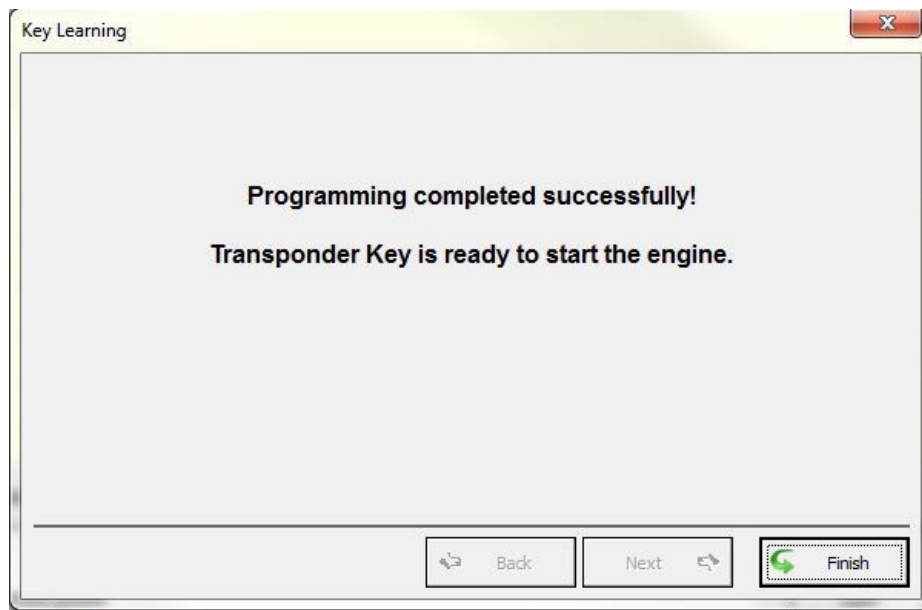 Key Learning
Programming completed successfully!
Transponder Key is ready to start the engine.
Back
Next
Finish